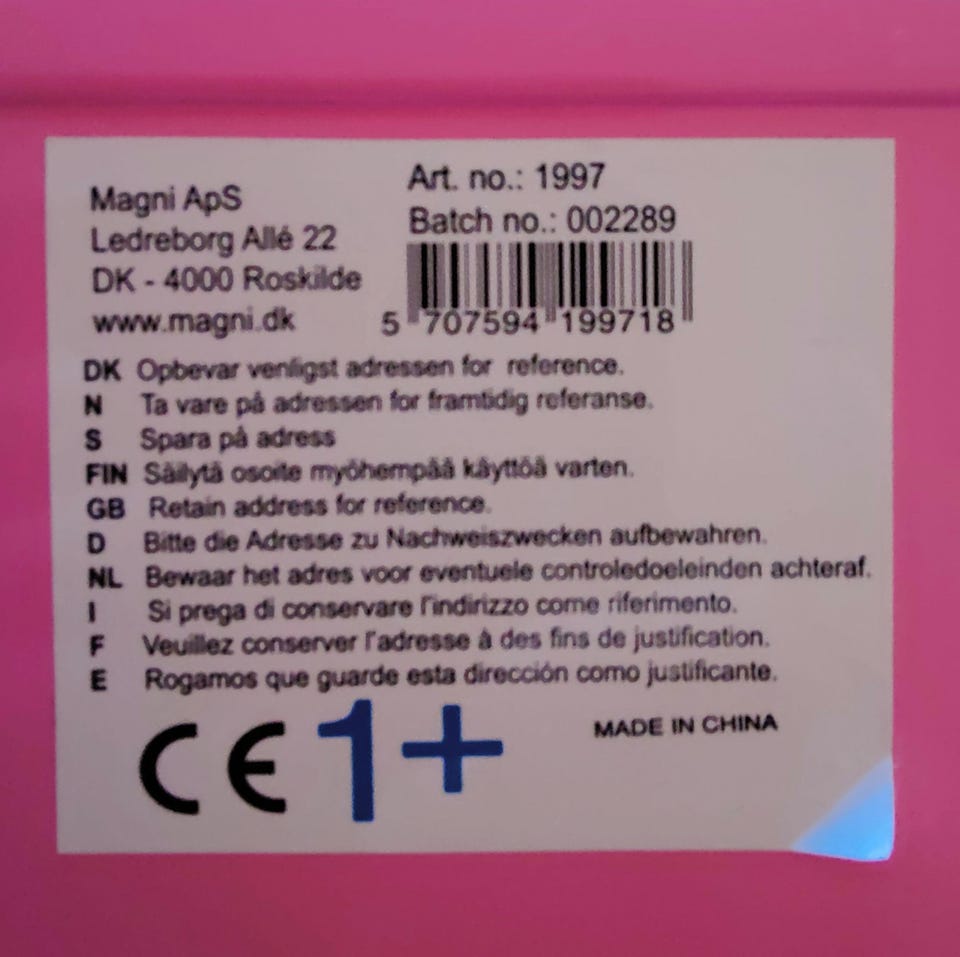 Magni ApS
Ledreborg Allé 22
DK - 4000 Roskilde
www.magni.dk
Art. no.: 1997
Batch no.: 002289
5 707594 199718
DK Opbevar venligst adressen for reference.
N Ta vare på adressen for framtidig referanse.
S Spara på adress
FIN Säilytä osoite myöhempää käyttöä varten.
GB Retain address for reference.
D Bitte die Adresse zu Nachweiszwecken aufbewahren.
NL Bewaar het adres voor eventuele controledoeleinden achteraf.
I Si prega di conservare l'indirizzo come riferimento.
F Veuillez conserver l'adresse à des fins de justification.
E Rogamos que guarde esta dirección como justificante.
CE 1+ MADE IN CHINA